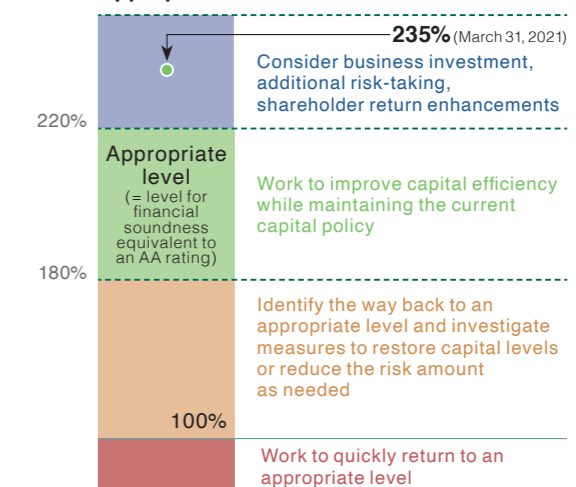 235% (March 31, 2021)
Consider business investment,
additional risk-taking,
shareholder return enhancements
220%
Appropriate
level
(= level for
financial
soundness
equivalent to
an AA rating)
Work to improve capital efficiency
while maintaining the current
capital policy
180%
Identify the way back to an
appropriate level and investigate
measures to restore capital levels
or reduce the risk amount
as needed
100%
Work to quickly return to an
appropriate level